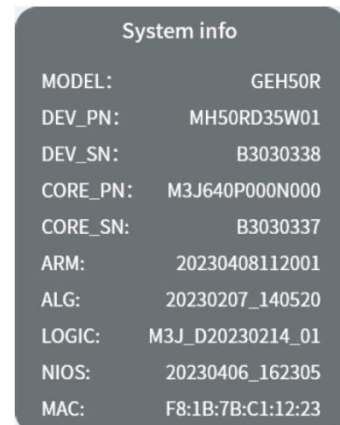 System info
MODEL: GEH50R
DEV_PN: MH50RD35W01
DEV_SN: B3030338
CORE_PN: M3J640P000N000
CORE_SN: B3030337
ARM: 20230408112001
ALG: 20230207_140520
LOGIC: M3J_D20230214_01
NIOS: 20230406_162305
MAC: F8:1B:7B:C1:12:23